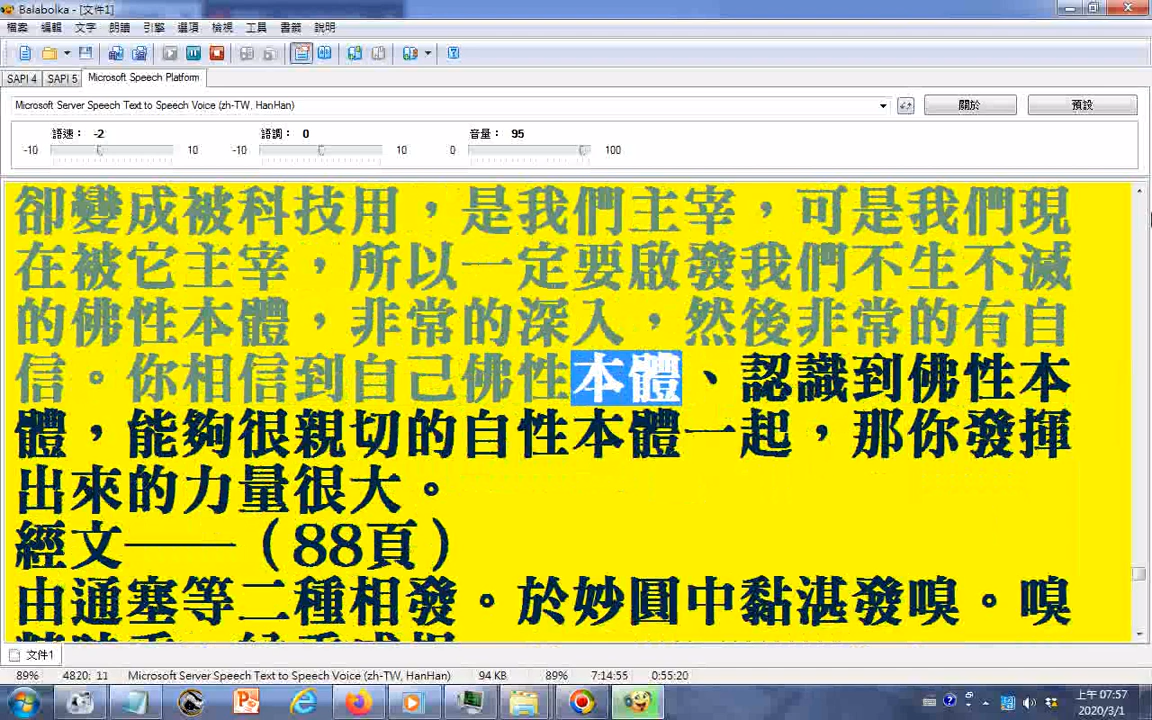 Balabolka - [文件1]
檔案 編輯 文字 朗讀 引擎 選項 檢視 工具 書籤 說明
SAPI 4 SAPI 5 Microsoft Speech Platform
Microsoft Server Speech Text to Speech Voice (zh-TW, HanHan)
關於 預設
語速： -2 語調： 0 音量： 95
-10 10 -10 10 0 100
卻變成被科技用，是我們主宰，可是我們現
在被它主宰，所以一定要啟發我們不生不滅
的佛性本體，非常的深入，然後非常的有自
信。你相信到自己佛性本體、認識到佛性本
體，能夠很親切的自性本體一起，那你發揮
出來的力量很大。
經文——（88頁）
由通塞等二種相發。於妙圓中黏湛發嗅。嗅
文件1
89% 4820; 11 Microsoft Server Speech Text to Speech Voice (zh-TW, HanHan) 94 KB 89% 7:14:55 0:55:20
上午 07:57
2020/3/1